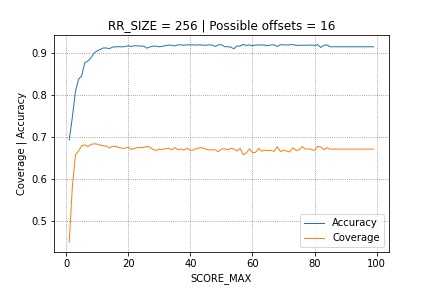 RR_SIZE = 256 | Possible offsets = 16
Coverage | Accuracy
0.9
0.8
0.7
0.6
0.5
Accuracy
Coverage
0 20 40 60 80 100
SCORE_MAX